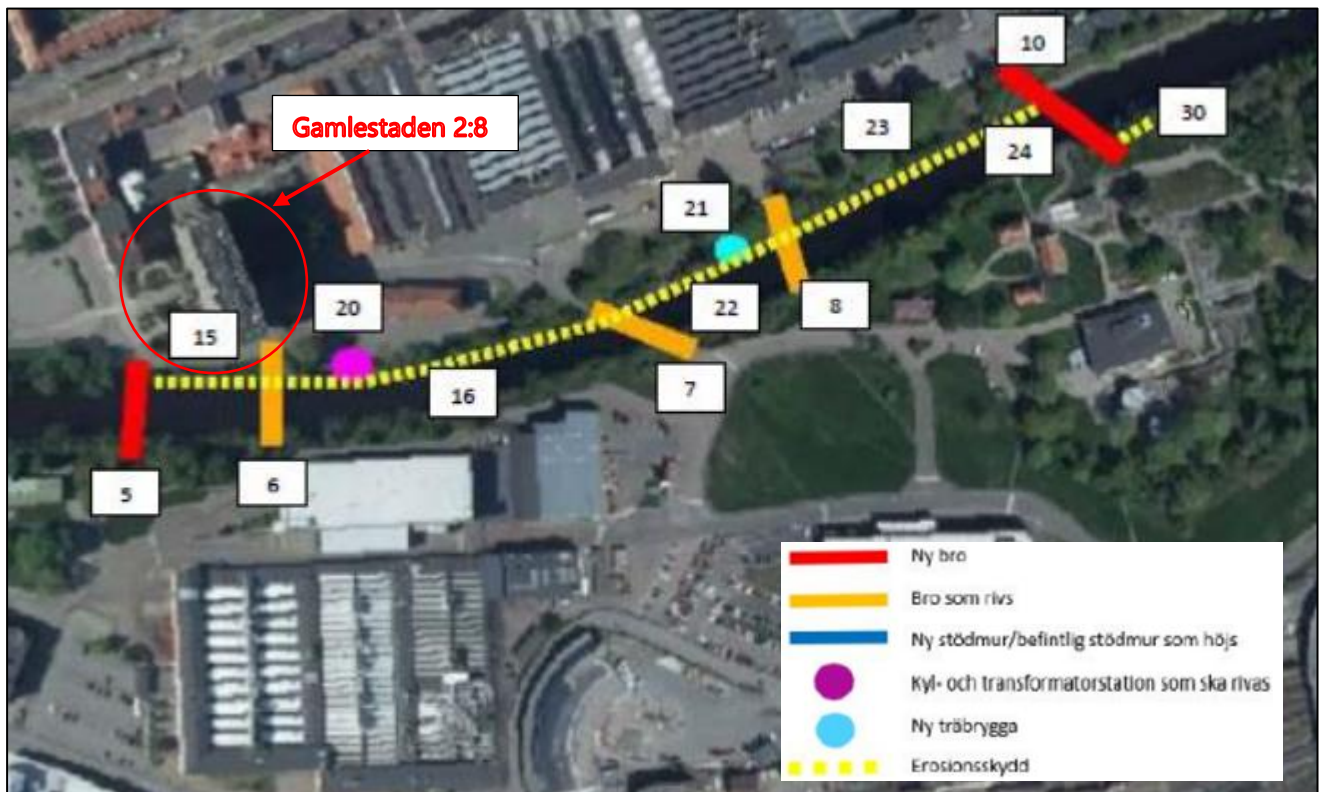 10
30
23
Gamlestaden 2:8
24
21
20
15
22
8
16
7
5
6
Ny bro
Bro som rivs
Ny stödmur/befintlig stödmur som höjs
Kyl- och transformatorstation som ska rivas
Ny träbrygga
Erosionsskydd